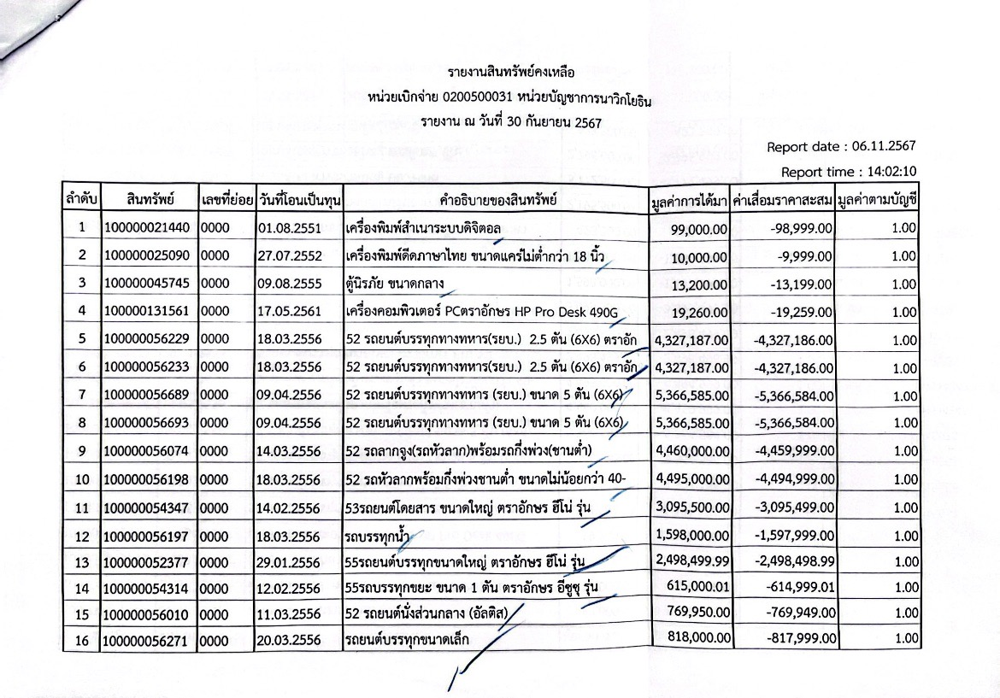 รายงานสินทรัพย์คงเหลือ
หน่วยเบิกจ่าย 0200500031 หน่วยบัญชาการนาวิกโยธิน
รายงาน ณ วันที่ 30 กันยายน 2567
Report date : 06.11.2567
Report time : 14:02:10
ลำดับ สินทรัพย์ เลขที่ย่อย วันที่โอนเป็นทุน คำอธิบายของสินทรัพย์ มูลค่าการได้มา ค่าเสื่อมราคาสะสม มูลค่าตามบัญชี
1 100000021440 0000 01.08.2551 เครื่องพิมพ์สำเนาระบบดิจิตอล 99,000.00 -98,999.00 1.00
2 100000025090 0000 27.07.2552 เครื่องพิมพ์ดีดภาษาไทย ขนาดแคร่ไม่ต่ำกว่า 18 นิ้ว 10,000.00 -9,999.00 1.00
3 100000045745 0000 09.08.2555 ตู้นิรภัย ขนาดกลาง 13,200.00 -13,199.00 1.00
4 100000131561 0000 17.05.2561 เครื่องคอมพิวเตอร์ PCตราอักษร HP Pro Desk 490G 19,260.00 -19,259.00 1.00
5 100000056229 0000 18.03.2556 52 รถยนต์บรรทุกทางทหาร(รยบ.) 2.5 ตัน (6X6) ตราอัก 4,327,187.00 -4,327,186.00 1.00
6 100000056233 0000 18.03.2556 52 รถยนต์บรรทุกทางทหาร(รยบ.) 2.5 ตัน (6X6) ตราอัก 4,327,187.00 -4,327,186.00 1.00
7 100000056689 0000 09.04.2556 52 รถยนต์บรรทุกทางทหาร (รยบ.) ขนาด 5 ตัน (6X6) 5,366,585.00 -5,366,584.00 1.00
8 100000056693 0000 09.04.2556 52 รถยนต์บรรทุกทางทหาร (รยบ.) ขนาด 5 ตัน (6X6) 5,366,585.00 -5,366,584.00 1.00
9 100000056074 0000 14.03.2556 52 รถลากจูง(รถหัวลาก)พร้อมรถกึ่งพ่วง(ชานต่ำ) 4,460,000.00 -4,459,999.00 1.00
10 100000056198 0000 18.03.2556 52 รถหัวลากพร้อมกึ่งพ่วงชานต่ำ ขนาดไม่น้อยกว่า 40- 4,495,000.00 -4,494,999.00 1.00
11 100000054347 0000 14.02.2556 53รถยนต์โดยสาร ขนาดใหญ่ ตราอักษร ฮีโน่ รุ่น 3,095,500.00 -3,095,499.00 1.00
12 100000056197 0000 18.03.2556 รถบรรทุกน้ำ 1,598,000.00 -1,597,999.00 1.00
13 100000052377 0000 29.01.2556 55รถยนต์บรรทุกขนาดใหญ่ ตราอักษร ฮีโน่ รุ่น 2,498,499.99 -2,498,498.99 1.00
14 100000054314 0000 12.02.2556 55รถบรรทุกขยะ ขนาด 1 ตัน ตราอักษร อีซูซุ รุ่น 615,000.01 -614,999.01 1.00
15 100000056010 0000 11.03.2556 52 รถยนต์นั่งส่วนกลาง (อัลติส) 769,950.00 -769,949.00 1.00
16 100000056271 0000 20.03.2556 รถยนต์บรรทุกขนาดเล็ก 818,000.00 -817,999.00 1.00